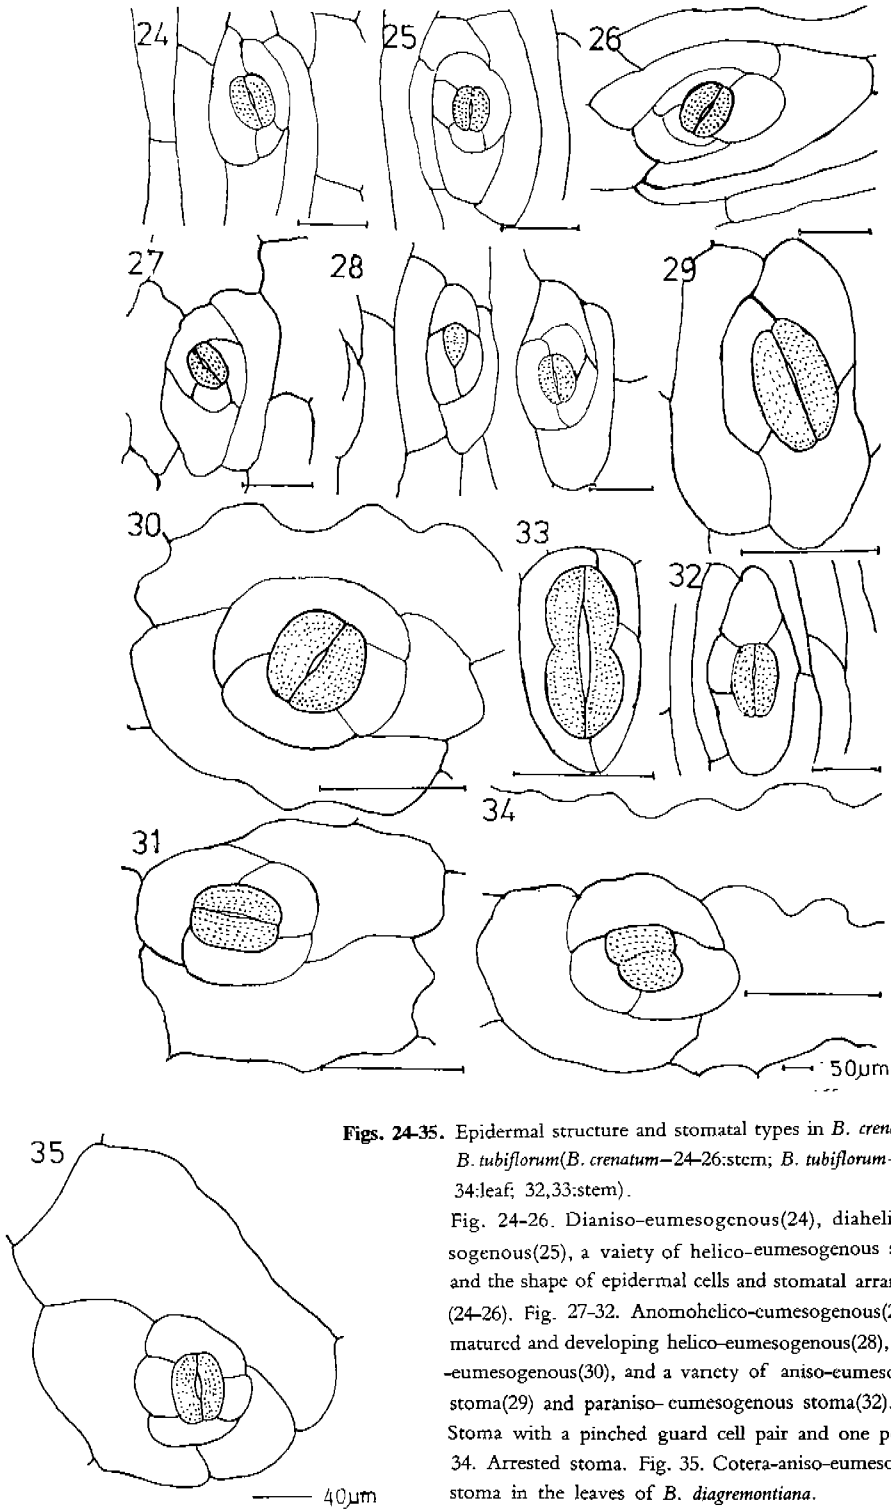 24
25
26
27
28
29
30
33
32
31
34
50μm
35
40μm
Figs. 24-35. Epidermal structure and stomatal types in B. cren
B. tubiflorum(B. crenatum−24-26:stem; B. tubiflorum-
34:leaf; 32,33:stem).
Fig. 24-26. Dianiso-eumesogenous(24), diaheli
sogenous(25), a vaiety of helico-eumesogenous s
and the shape of epidermal cells and stomatal arra
(24-26). Fig. 27-32. Anomohelico-eumesogenous(2
matured and developing helico-eumesogenous(28),
-eumesogenous(30), and a variety of aniso-eumeso
stoma(29) and paraniso-eumesogenous stoma(32).
Stoma with a pinched guard cell pair and one p
34. Arrested stoma. Fig. 35. Cotera-aniso-eumeso
stoma in the leaves of B. diagremontiana.